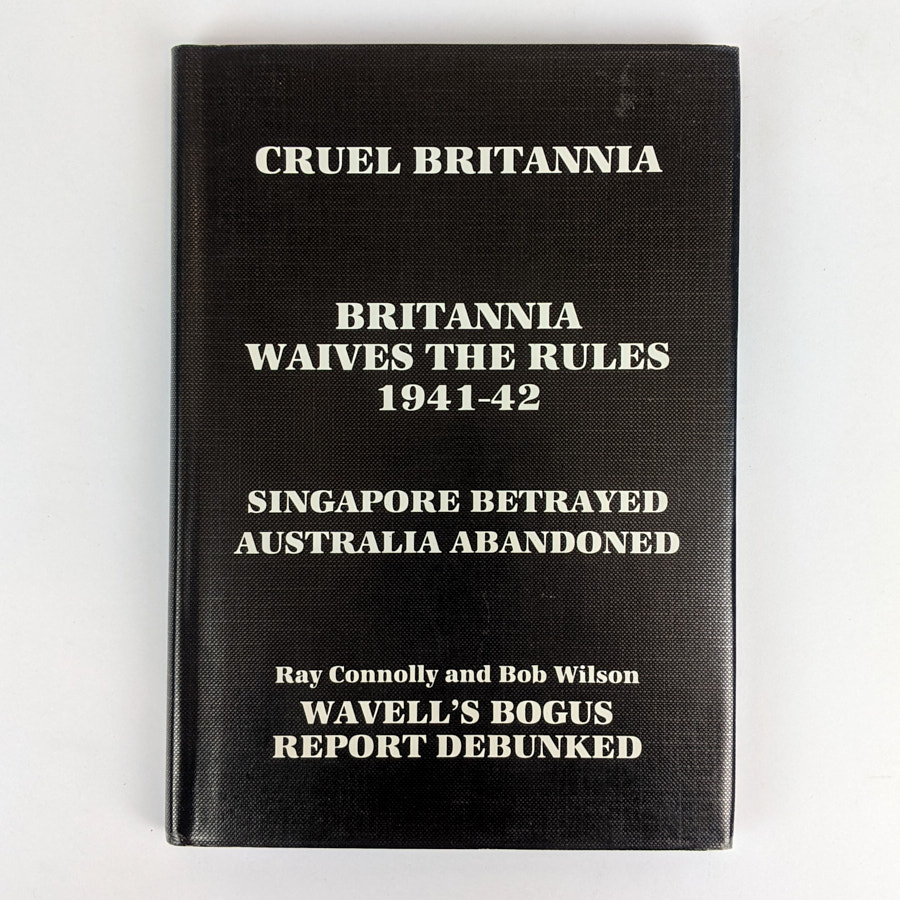 CRUEL BRITANNIA
BRITANNIA
WAIVES THE RULES
1941-42
SINGAPORE BETRAYED
AUSTRALIA ABANDONED
Ray Connolly and Bob Wilson
WAVELL'S BOGUS
REPORT DEBUNKED